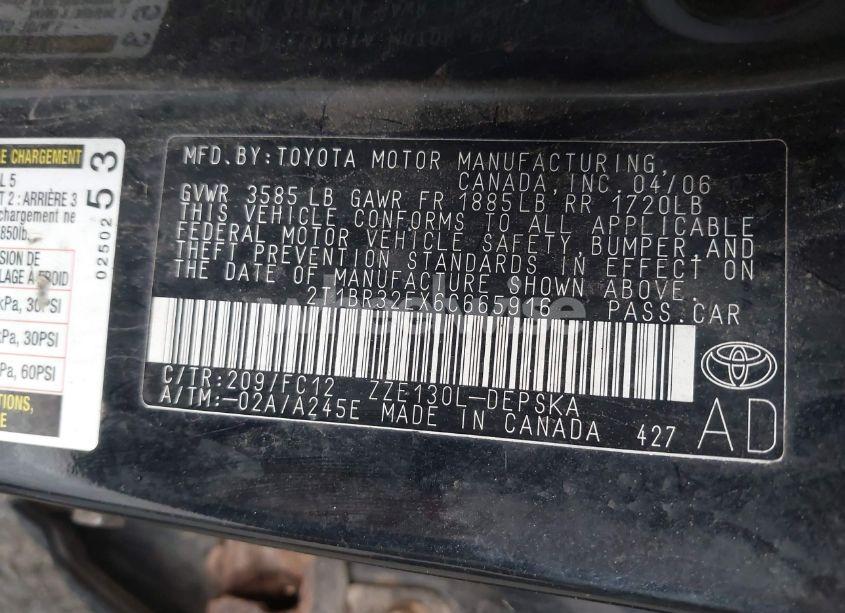 E CHARGEMENT
L 5
T 2 : ARRIÈRE 3
chargement ne
850lb.
SION DE
LAGE À FROID
kPa, 30PSI
Pa, 30PSI
Pa, 60PSI
TIONS,
E
02502 53
MFD. BY: TOYOTA MOTOR MANUFACTURING,
CANADA, INC. 04/06
GVWR 3585 LB GAWR FR 1885LB, RR 1720LB
THIS VEHICLE CONFORMS TO ALL APPLICABLE
FEDERAL MOTOR VEHICLE SAFETY, BUMPER, AND
THEFT PREVENTION STANDARDS IN EFFECT ON
THE DATE OF MANUFACTURE SHOWN ABOVE.
2T1BR32EX6C665916 PASS. CAR
C/TR: 209/FC12 ZZE130L-DEPSKA
A/TM: -02A/A245E MADE IN CANADA 427
AD